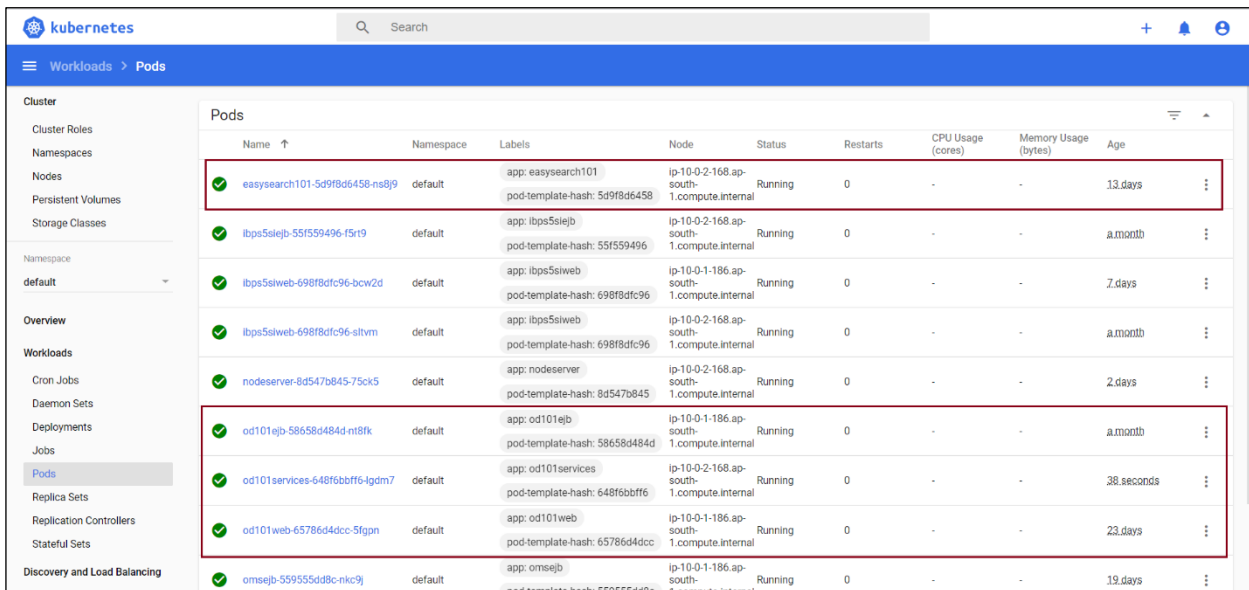 kubernetes
Search
Workloads > Pods
Cluster
Cluster Roles
Namespaces
Nodes
Persistent Volumes
Storage Classes
Namespace
default
Overview
Workloads
Cron Jobs
Daemon Sets
Deployments
Jobs
Pods
Replica Sets
Replication Controllers
Stateful Sets
Discovery and Load Balancing
Pods
Name Namespace Labels Node Status Restarts CPU Usage (cores) Memory Usage (bytes) Age
easysearch101-5d9f8d6458-ns8j9 default app: easysearch101 pod-template-hash: 5d9f8d6458 ip-10-0-2-168.ap-south-1.compute.internal Running 0 - - 13 days
ibps5siejb-55f559496-f5rt9 default app: ibps5siejb pod-template-hash: 55f559496 ip-10-0-2-168.ap-south-1.compute.internal Running 0 - - a month
ibps5siweb-698f8dfc96-bcw2d default app: ibps5siweb pod-template-hash: 698f8dfc96 ip-10-0-1-186.ap-south-1.compute.internal Running 0 - - 7 days
ibps5siweb-698f8dfc96-sltvm default app: ibps5siweb pod-template-hash: 698f8dfc96 ip-10-0-2-168.ap-south-1.compute.internal Running 0 - - a month
nodeserver-8d547b845-75ck5 default app: nodeserver pod-template-hash: 8d547b845 ip-10-0-2-168.ap-south-1.compute.internal Running 0 - - 2 days
od101ejb-58658d484d-nt8fk default app: od101ejb pod-template-hash: 58658d484d ip-10-0-1-186.ap-south-1.compute.internal Running 0 - - a month
od101services-648f6bbff6-lgdm7 default app: od101services pod-template-hash: 648f6bbff6 ip-10-0-2-168.ap-south-1.compute.internal Running 0 - - 38 seconds
od101web-65786d4dcc-5fgpn default app: od101web pod-template-hash: 65786d4dcc ip-10-0-1-186.ap-south-1.compute.internal Running 0 - - 23 days
omsejb-559555dd8c-nkc9j default app: omsejb ip-10-0-1-186.ap-south- Running 0 - - 19 days